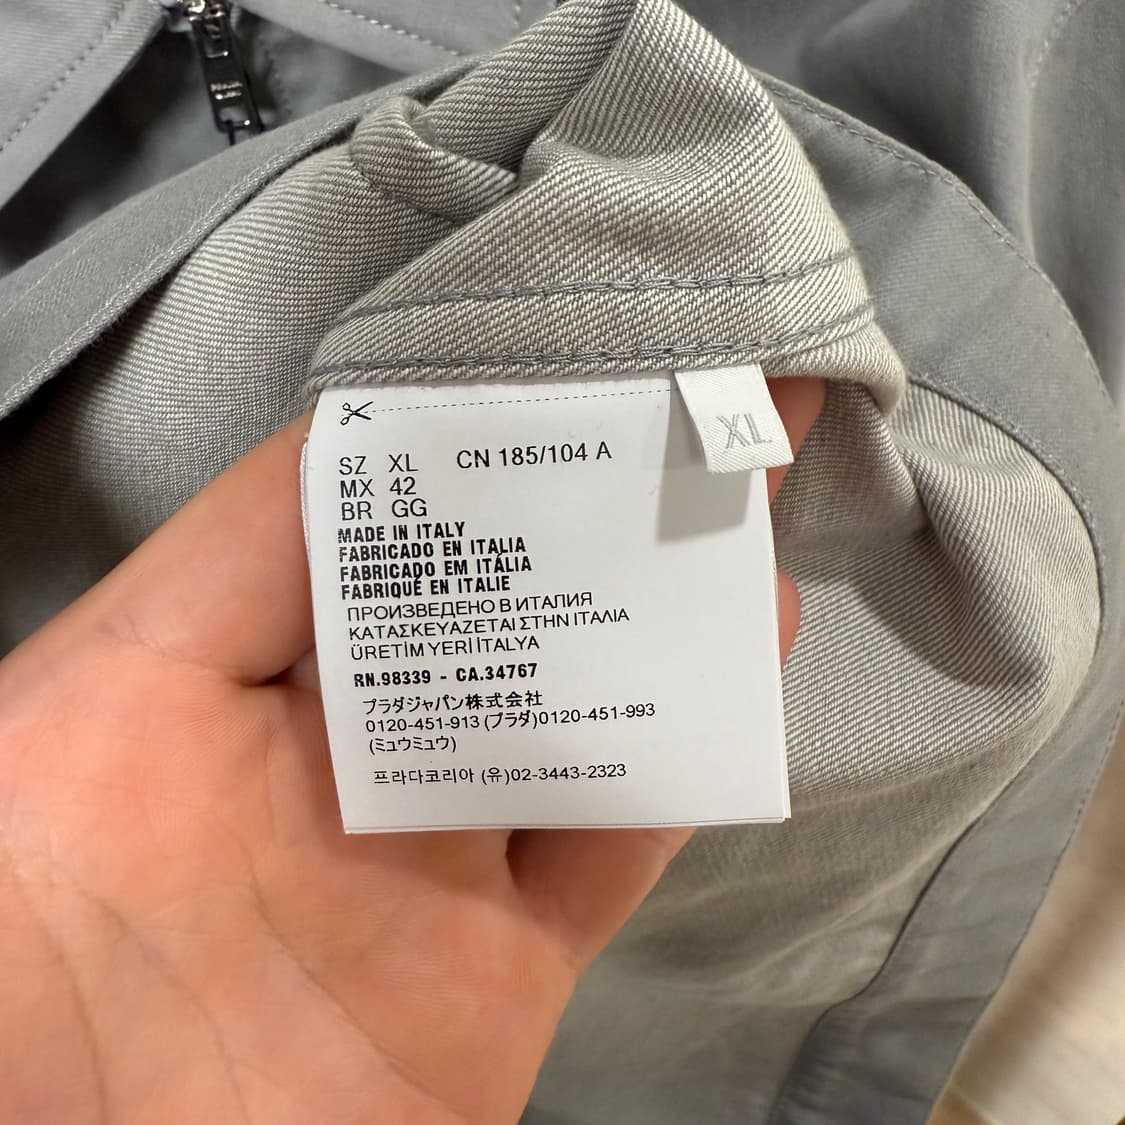 XL
SZ XL CN 185/104 A
MX 42
BR GG
MADE IN ITALY
FABRICADO EN ITALIA
FABRICADO EM ITÁLIA
FABRIQUÉ EN ITALIE
ПРОИЗВЕДЕНО В ИТАЛИЯ
ΚΑΤΑΣΚΕΥΑΖΕΤΑΙ ΣΤΗΝ ΙΤΑΛΙΑ
ÜRETİM YERİ İTALYA
RN.98339 - CA.34767
プラダジャパン株式会社
0120-451-913 (プラダ)0120-451-993
(ミュウミュウ)
프라다코리아 (유)02-3443-2323